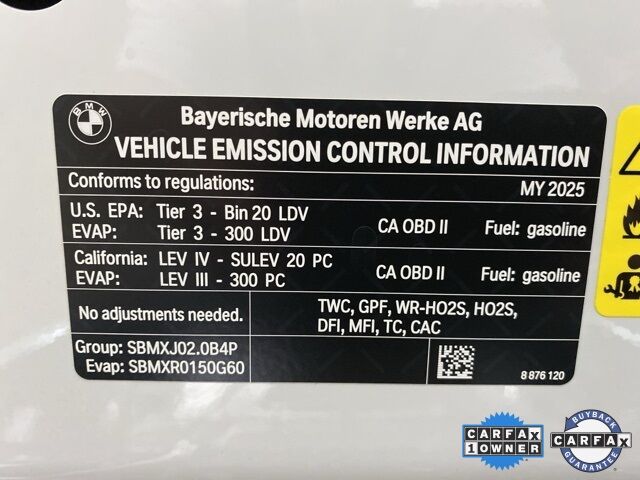 BMW
Bayerische Motoren Werke AG
VEHICLE EMISSION CONTROL INFORMATION
Conforms to regulations: MY 2025
U.S. EPA: Tier 3 - Bin 20 LDV
EVAP: Tier 3 - 300 LDV
CA OBD II Fuel: gasoline
California: LEV IV - SULEV 20 PC
EVAP: LEV III - 300 PC
CA OBD II Fuel: gasoline
No adjustments needed.
TWC, GPF, WR-HO2S, HO2S,
DFI, MFI, TC, CAC
Group: SBMXJ02.0B4P
Evap: SBMXR0150G60
8 876 120
CARFAX
1 OWNER
BUYBACK
CARFAX
GUARANTEE